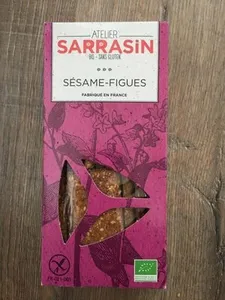 ATELIER
SARRASiN
BIO - SANS GLUTEN
SÉSAME-FIGUES
FABRIQUÉ EN FRANCE